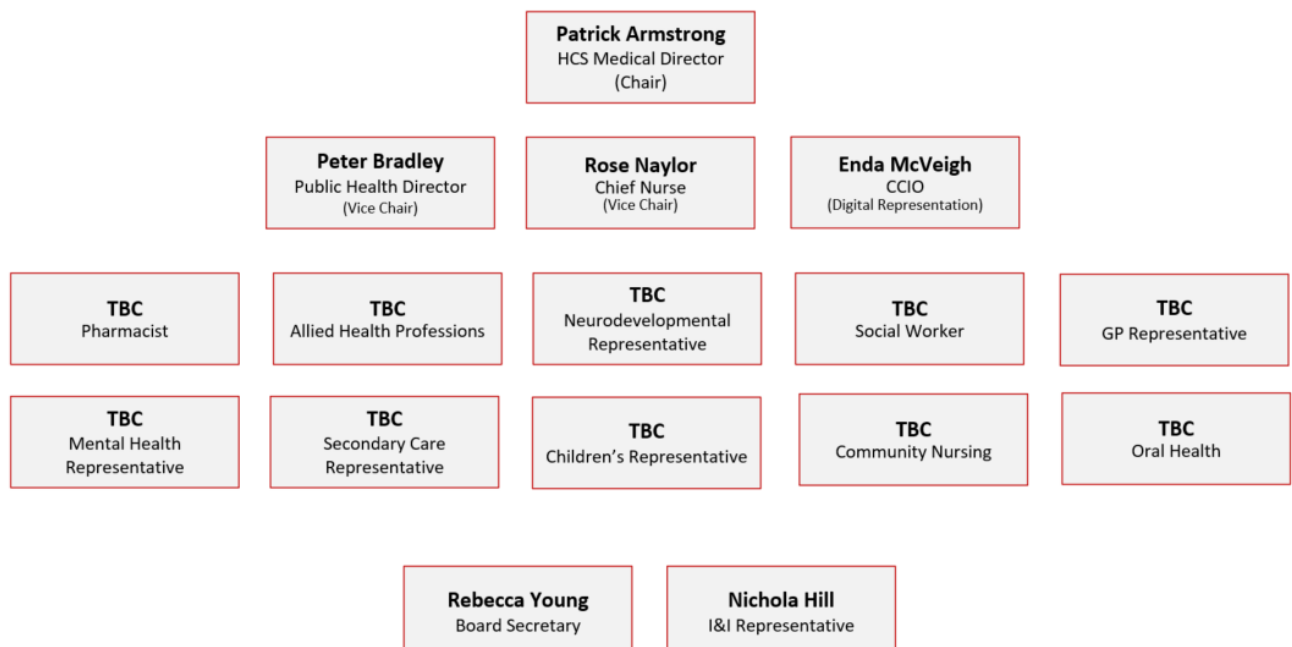 Patrick Armstrong
HCS Medical Director
(Chair)
Peter Bradley
Public Health Director
(Vice Chair)
Rose Naylor
Chief Nurse
(Vice Chair)
Enda McVeigh
CCIO
(Digital Representation)
TBC
Pharmacist
TBC
Allied Health Professions
TBC
Neurodevelopmental
Representative
TBC
Social Worker
TBC
GP Representative
TBC
Mental Health
Representative
TBC
Secondary Care
Representative
TBC
Children’s Representative
TBC
Community Nursing
TBC
Oral Health
Rebecca Young
Board Secretary
Nichola Hill
I&I Representative